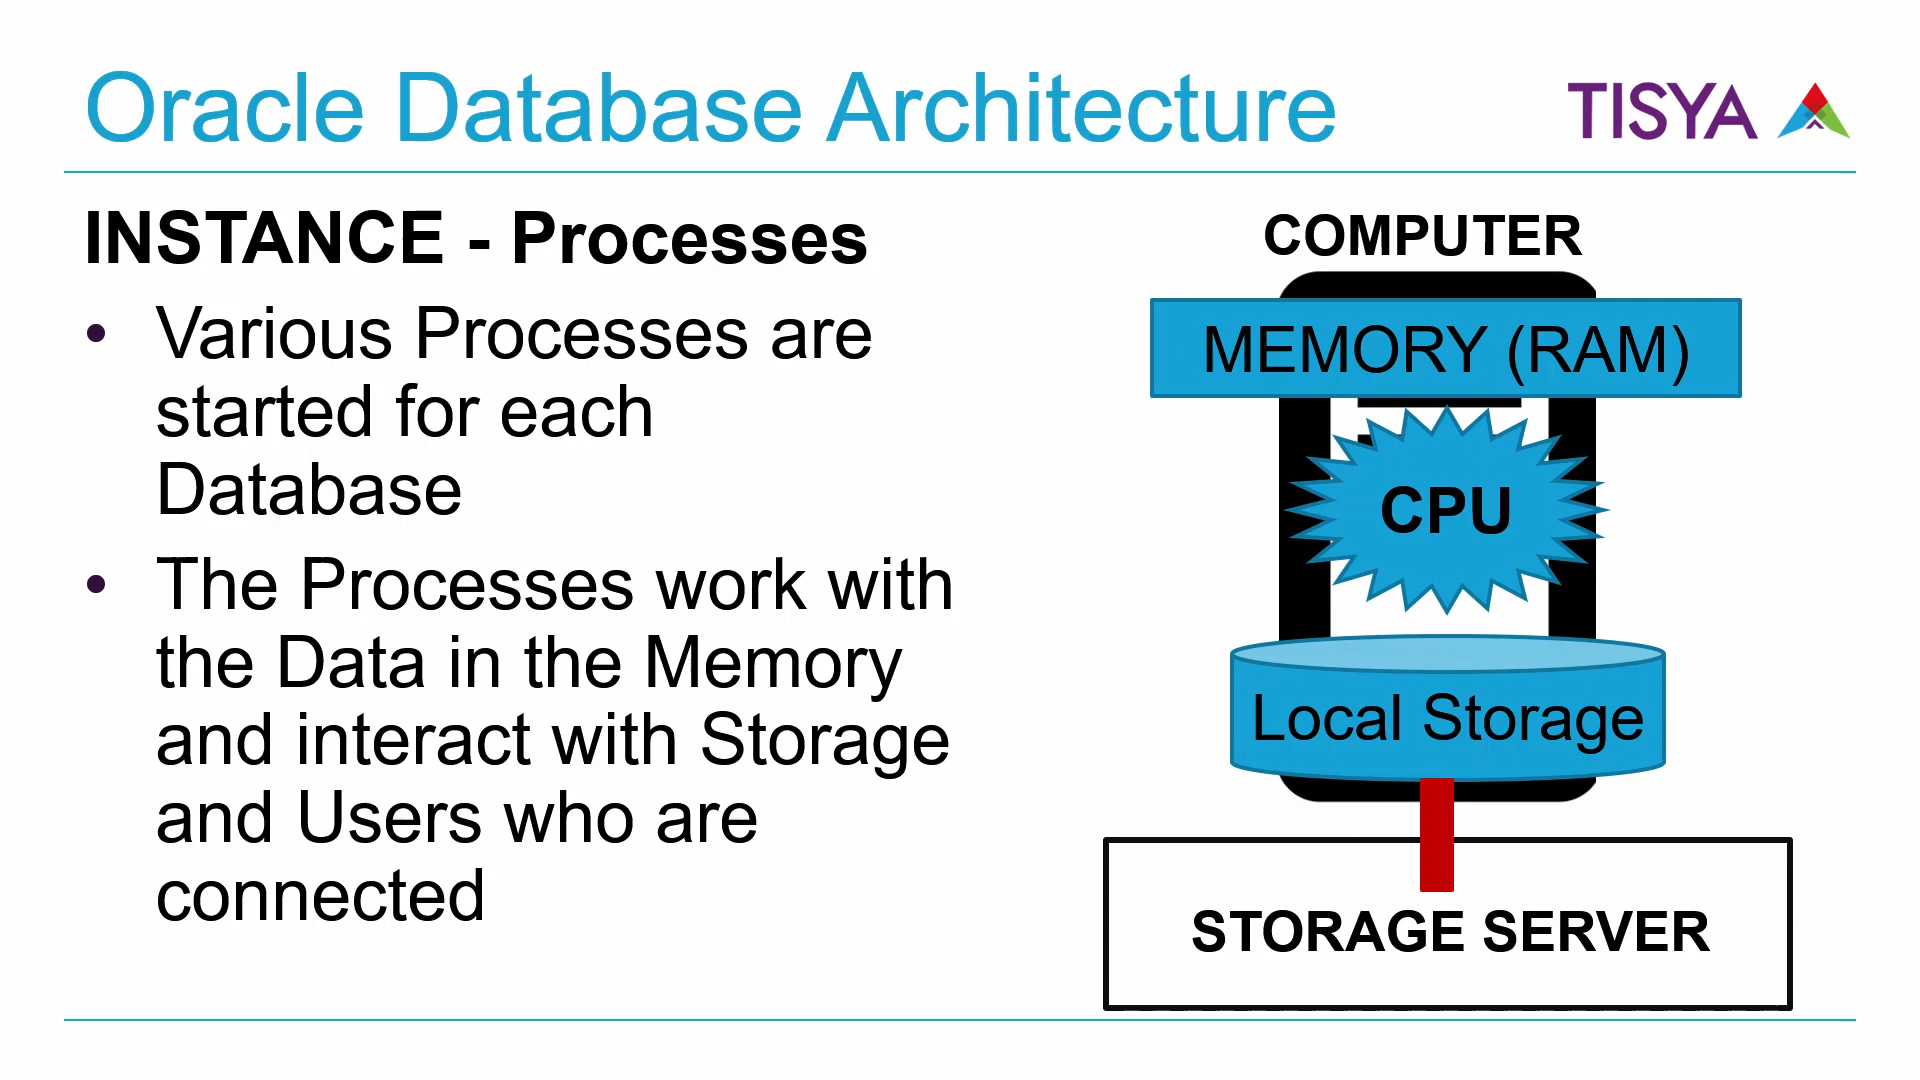 Oracle Database Architecture
TISYA
INSTANCE - Processes
• Various Processes are
started for each
Database
• The Processes work with
the Data in the Memory
and interact with Storage
and Users who are
connected
COMPUTER
MEMORY (RAM)
CPU
Local Storage
STORAGE SERVER